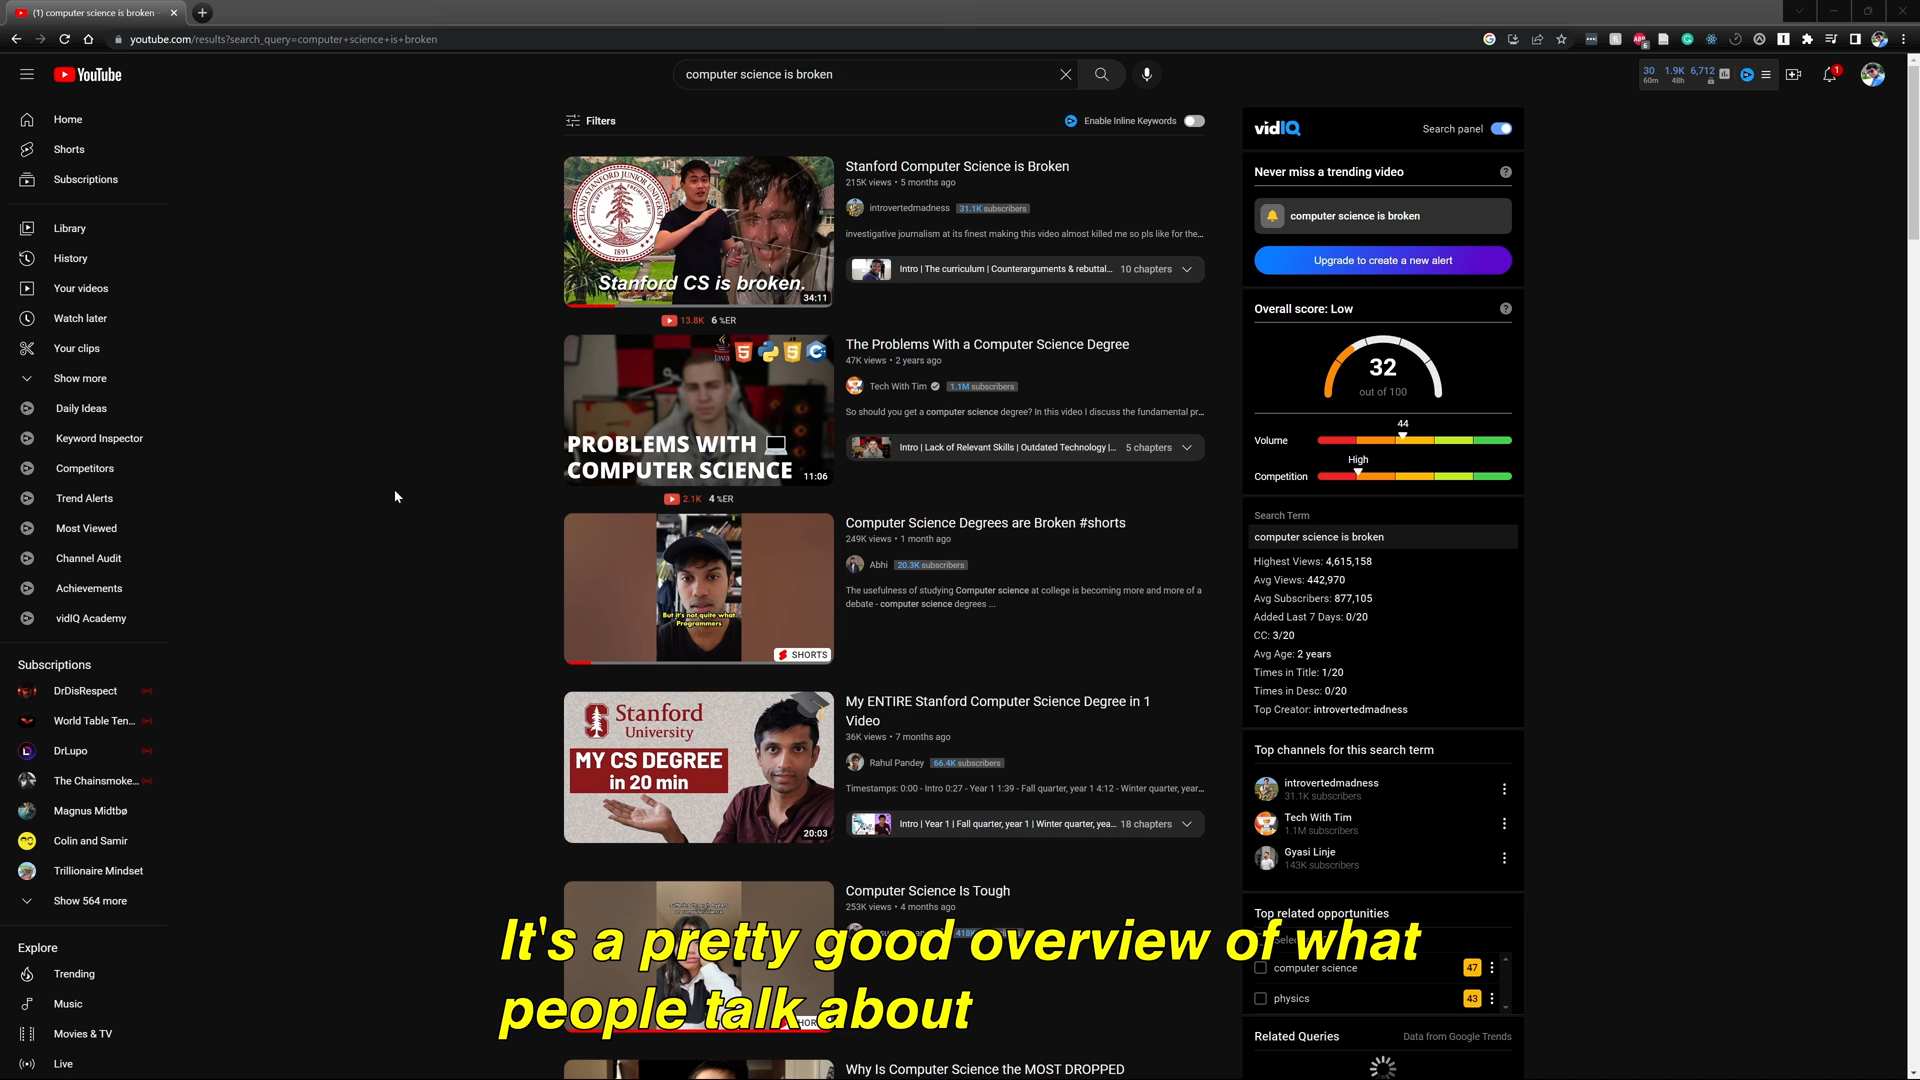 (1) computer science is broken -
youtube.com/results?search_query=computer+science+is+broken
YouTube
computer science is broken
30 60m 1.9K 48h 6,712
1
Home
Shorts
Subscriptions
Library
History
Your videos
Watch later
Your clips
Show more
Daily Ideas
Keyword Inspector
Competitors
Trend Alerts
Most Viewed
Channel Audit
Achievements
vidIQ Academy
Subscriptions
DrDisRespect
World Table Ten...
DrLupo
The Chainsmoke...
Magnus Midtbø
Colin and Samir
Trillionaire Mindset
Show 564 more
Explore
Trending
Music
Movies & TV
Live
Filters
Enable Inline Keywords
Stanford CS is broken.
34:11
13.8K 6 %ER
Stanford Computer Science is Broken
215K views • 5 months ago
introvertedmadness 31.1K subscribers
investigative journalism at its finest making this video almost killed me so pls like for the...
Intro | The curriculum | Counterarguments & rebuttal... 10 chapters
PROBLEMS WITH
COMPUTER SCIENCE
11:06
2.1K 4 %ER
The Problems With a Computer Science Degree
47K views • 2 years ago
Tech With Tim 1.1M subscribers
So should you get a computer science degree? In this video I discuss the fundamental pr...
Intro | Lack of Relevant Skills | Outdated Technology |... 5 chapters
But it's not quite what
Programmers
SHORTS
Computer Science Degrees are Broken #shorts
249K views • 1 month ago
Abhi 20.3K subscribers
The usefulness of studying Computer science at college is becoming more and more of a
debate - computer science degrees ...
Stanford
University
MY CS DEGREE
in 20 min
20:03
My ENTIRE Stanford Computer Science Degree in 1
Video
36K views • 7 months ago
Rahul Pandey 66.4K subscribers
Timestamps: 0:00 - Intro 0:27 - Year 1 1:39 - Fall quarter, year 1 4:12 - Winter quarter, year...
Intro | Year 1 | Fall quarter, year 1 | Winter quarter, yea... 18 chapters
Computer Science Is Tough
253K views • 4 months ago
It's a pretty good overview of what
people talk about
Why Is Computer Science the MOST DROPPED
vidIQ
Search panel
Never miss a trending video
computer science is broken
Upgrade to create a new alert
Overall score: Low
32
out of 100
44
Volume
High
Competition
Search Term
computer science is broken
Highest Views: 4,615,158
Avg Views: 442,970
Avg Subscribers: 877,105
Added Last 7 Days: 0/20
CC: 3/20
Avg Age: 2 years
Times in Title: 1/20
Times in Desc: 0/20
Top Creator: introvertedmadness
Top channels for this search term
introvertedmadness
31.1K subscribers
Tech With Tim
1.1M subscribers
Gyasi Linje
143K subscribers
Top related opportunities
computer science 47
physics 43
Related Queries Data from Google Trends